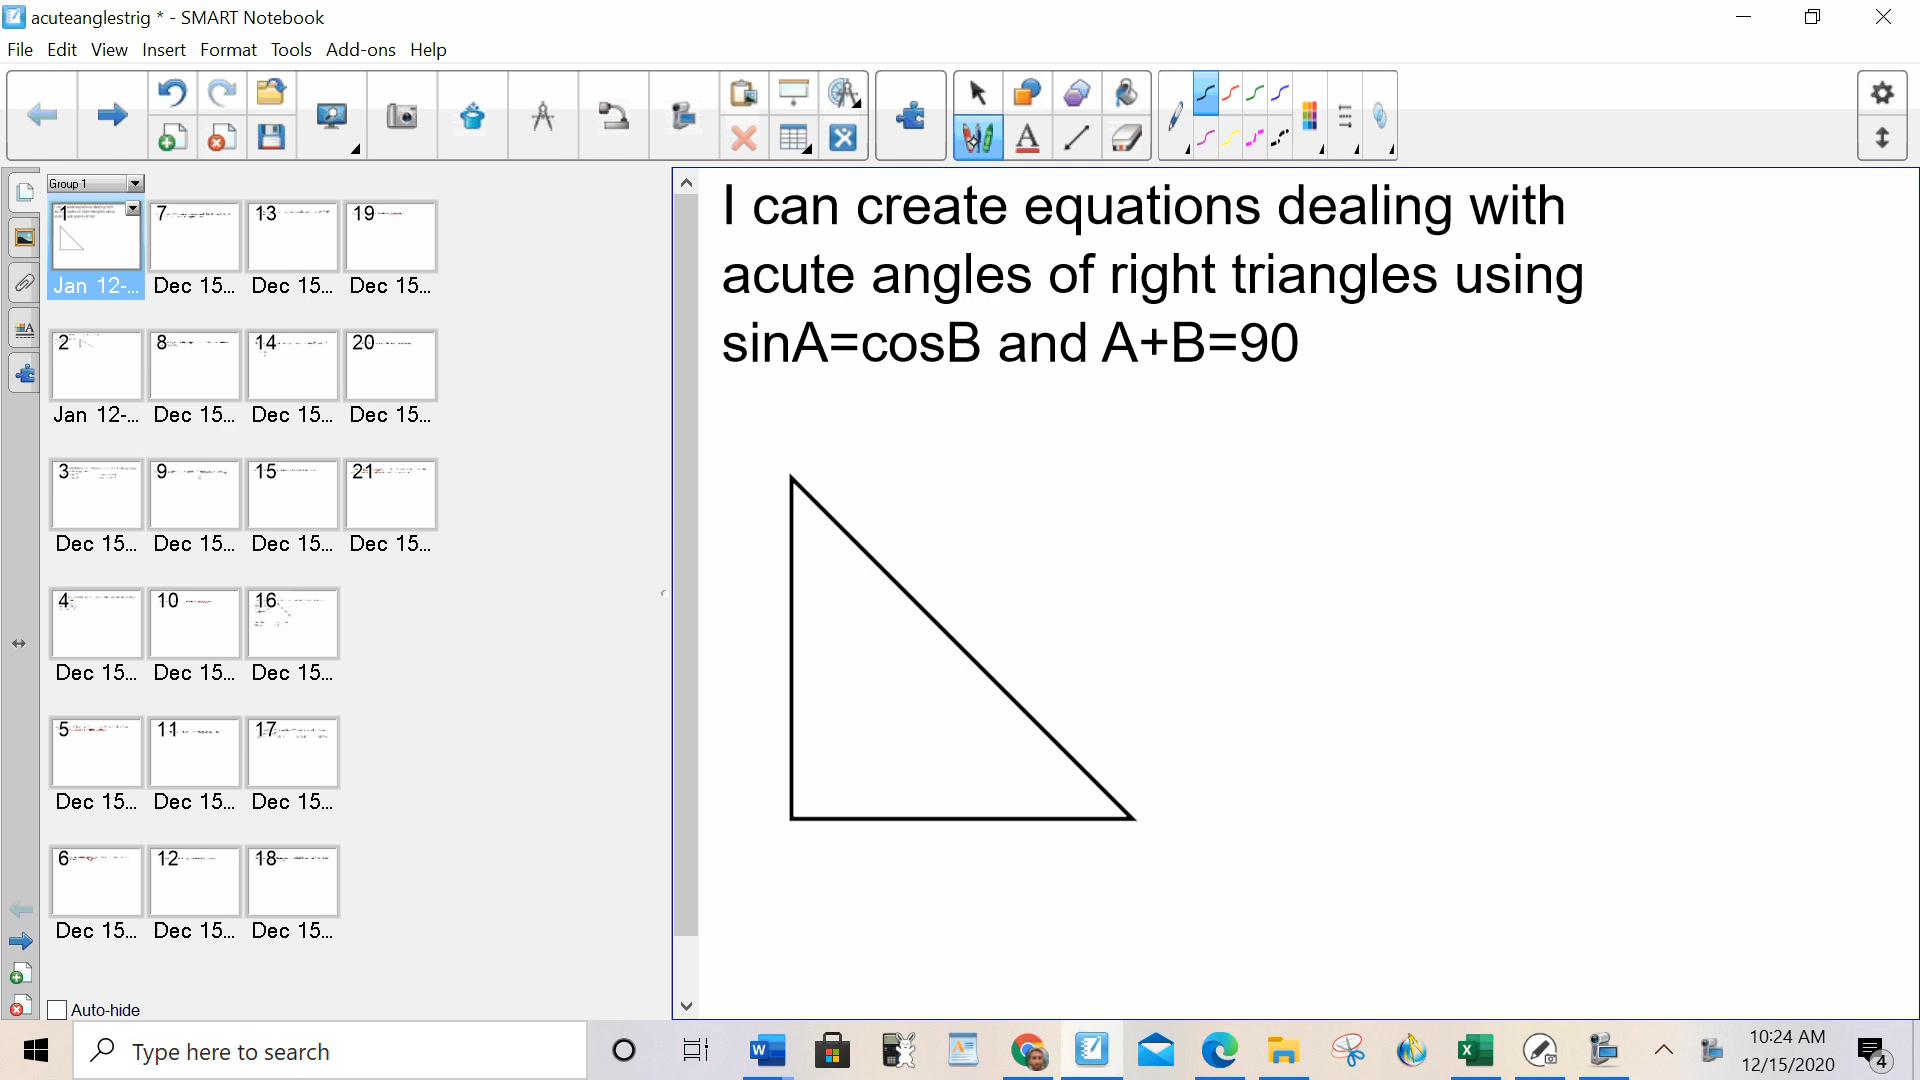 acuteanglestrig * - SMART Notebook
File Edit View Insert Format Tools Add-ons Help
Group 1
1 7 13 19
Jan 12-... Dec 15... Dec 15... Dec 15...
2 8 14 20
Jan 12-... Dec 15... Dec 15... Dec 15...
3 9 15 21
Dec 15... Dec 15... Dec 15... Dec 15...
4 10 16
Dec 15... Dec 15... Dec 15...
5 11 17
Dec 15... Dec 15... Dec 15...
6 12 18
Dec 15... Dec 15... Dec 15...
Auto-hide
I can create equations dealing with
acute angles of right triangles using
sinA=cosB and A+B=90
Type here to search
10:24 AM
12/15/2020
4